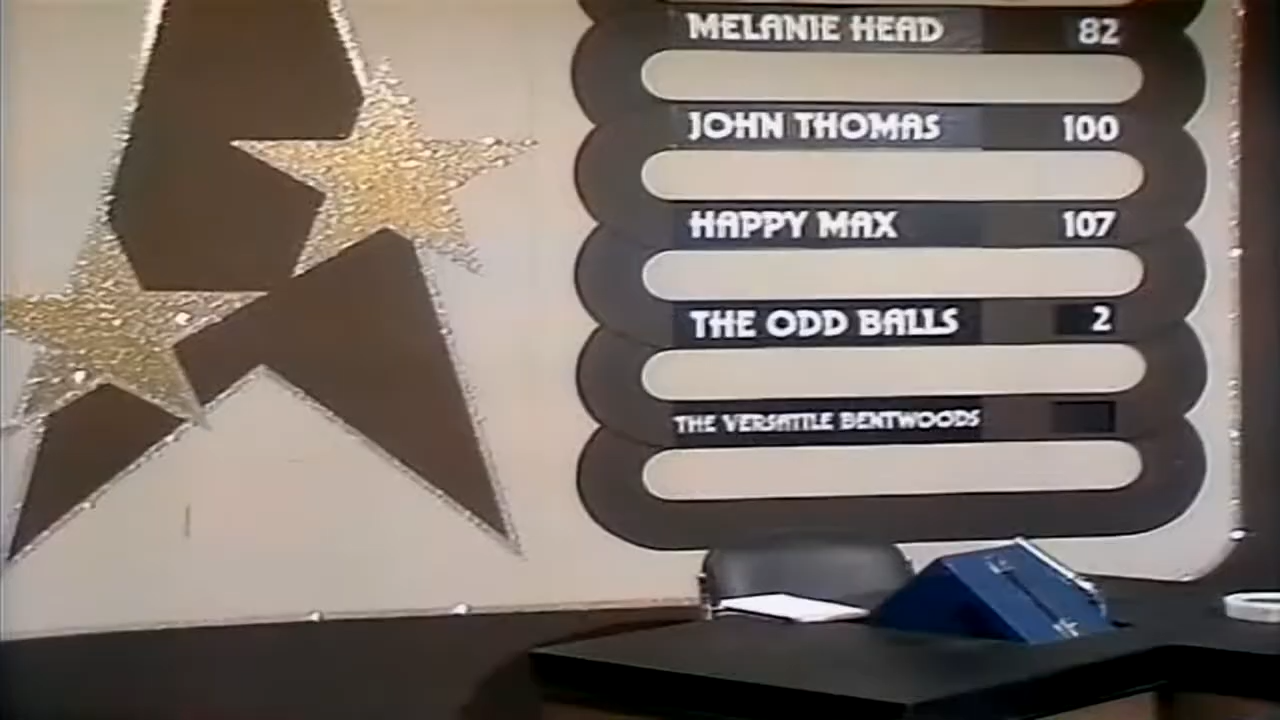 MELANIE HEAD 82
JOHN THOMAS 100
HAPPY MAX 107
THE ODD BALLS 2
THE VERSATILE BENTWOODS